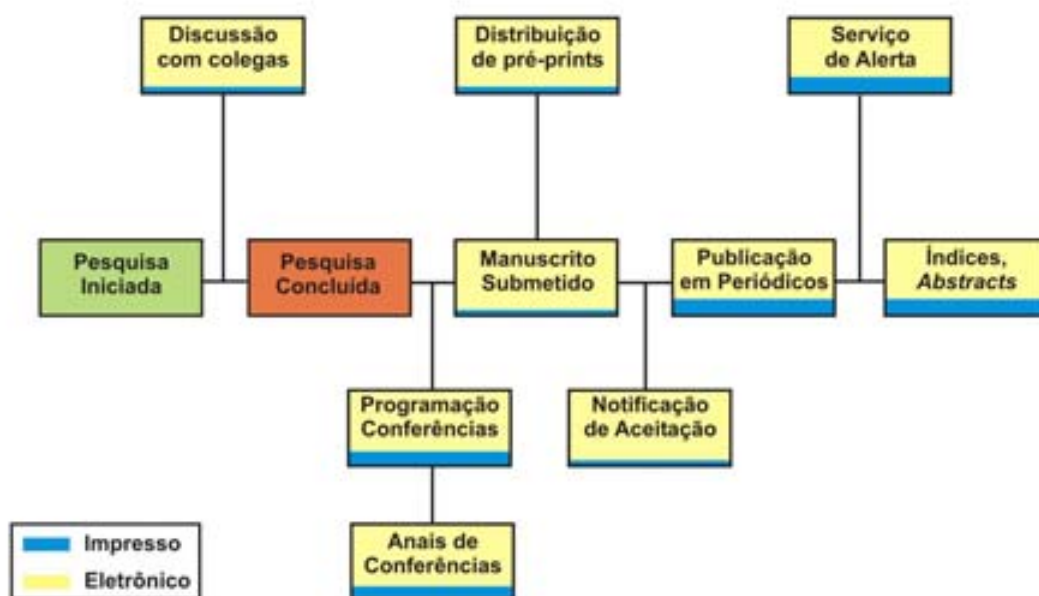 Discussão
com colegas
Distribuição
de pré-prints
Serviço
de Alerta
Pesquisa
Iniciada
Pesquisa
Concluída
Manuscrito
Submetido
Publicação
em Periódicos
Índices,
Abstracts
Programação
Conferências
Notificação
de Aceitação
Anais de
Conferências
Impresso
Eletrônico